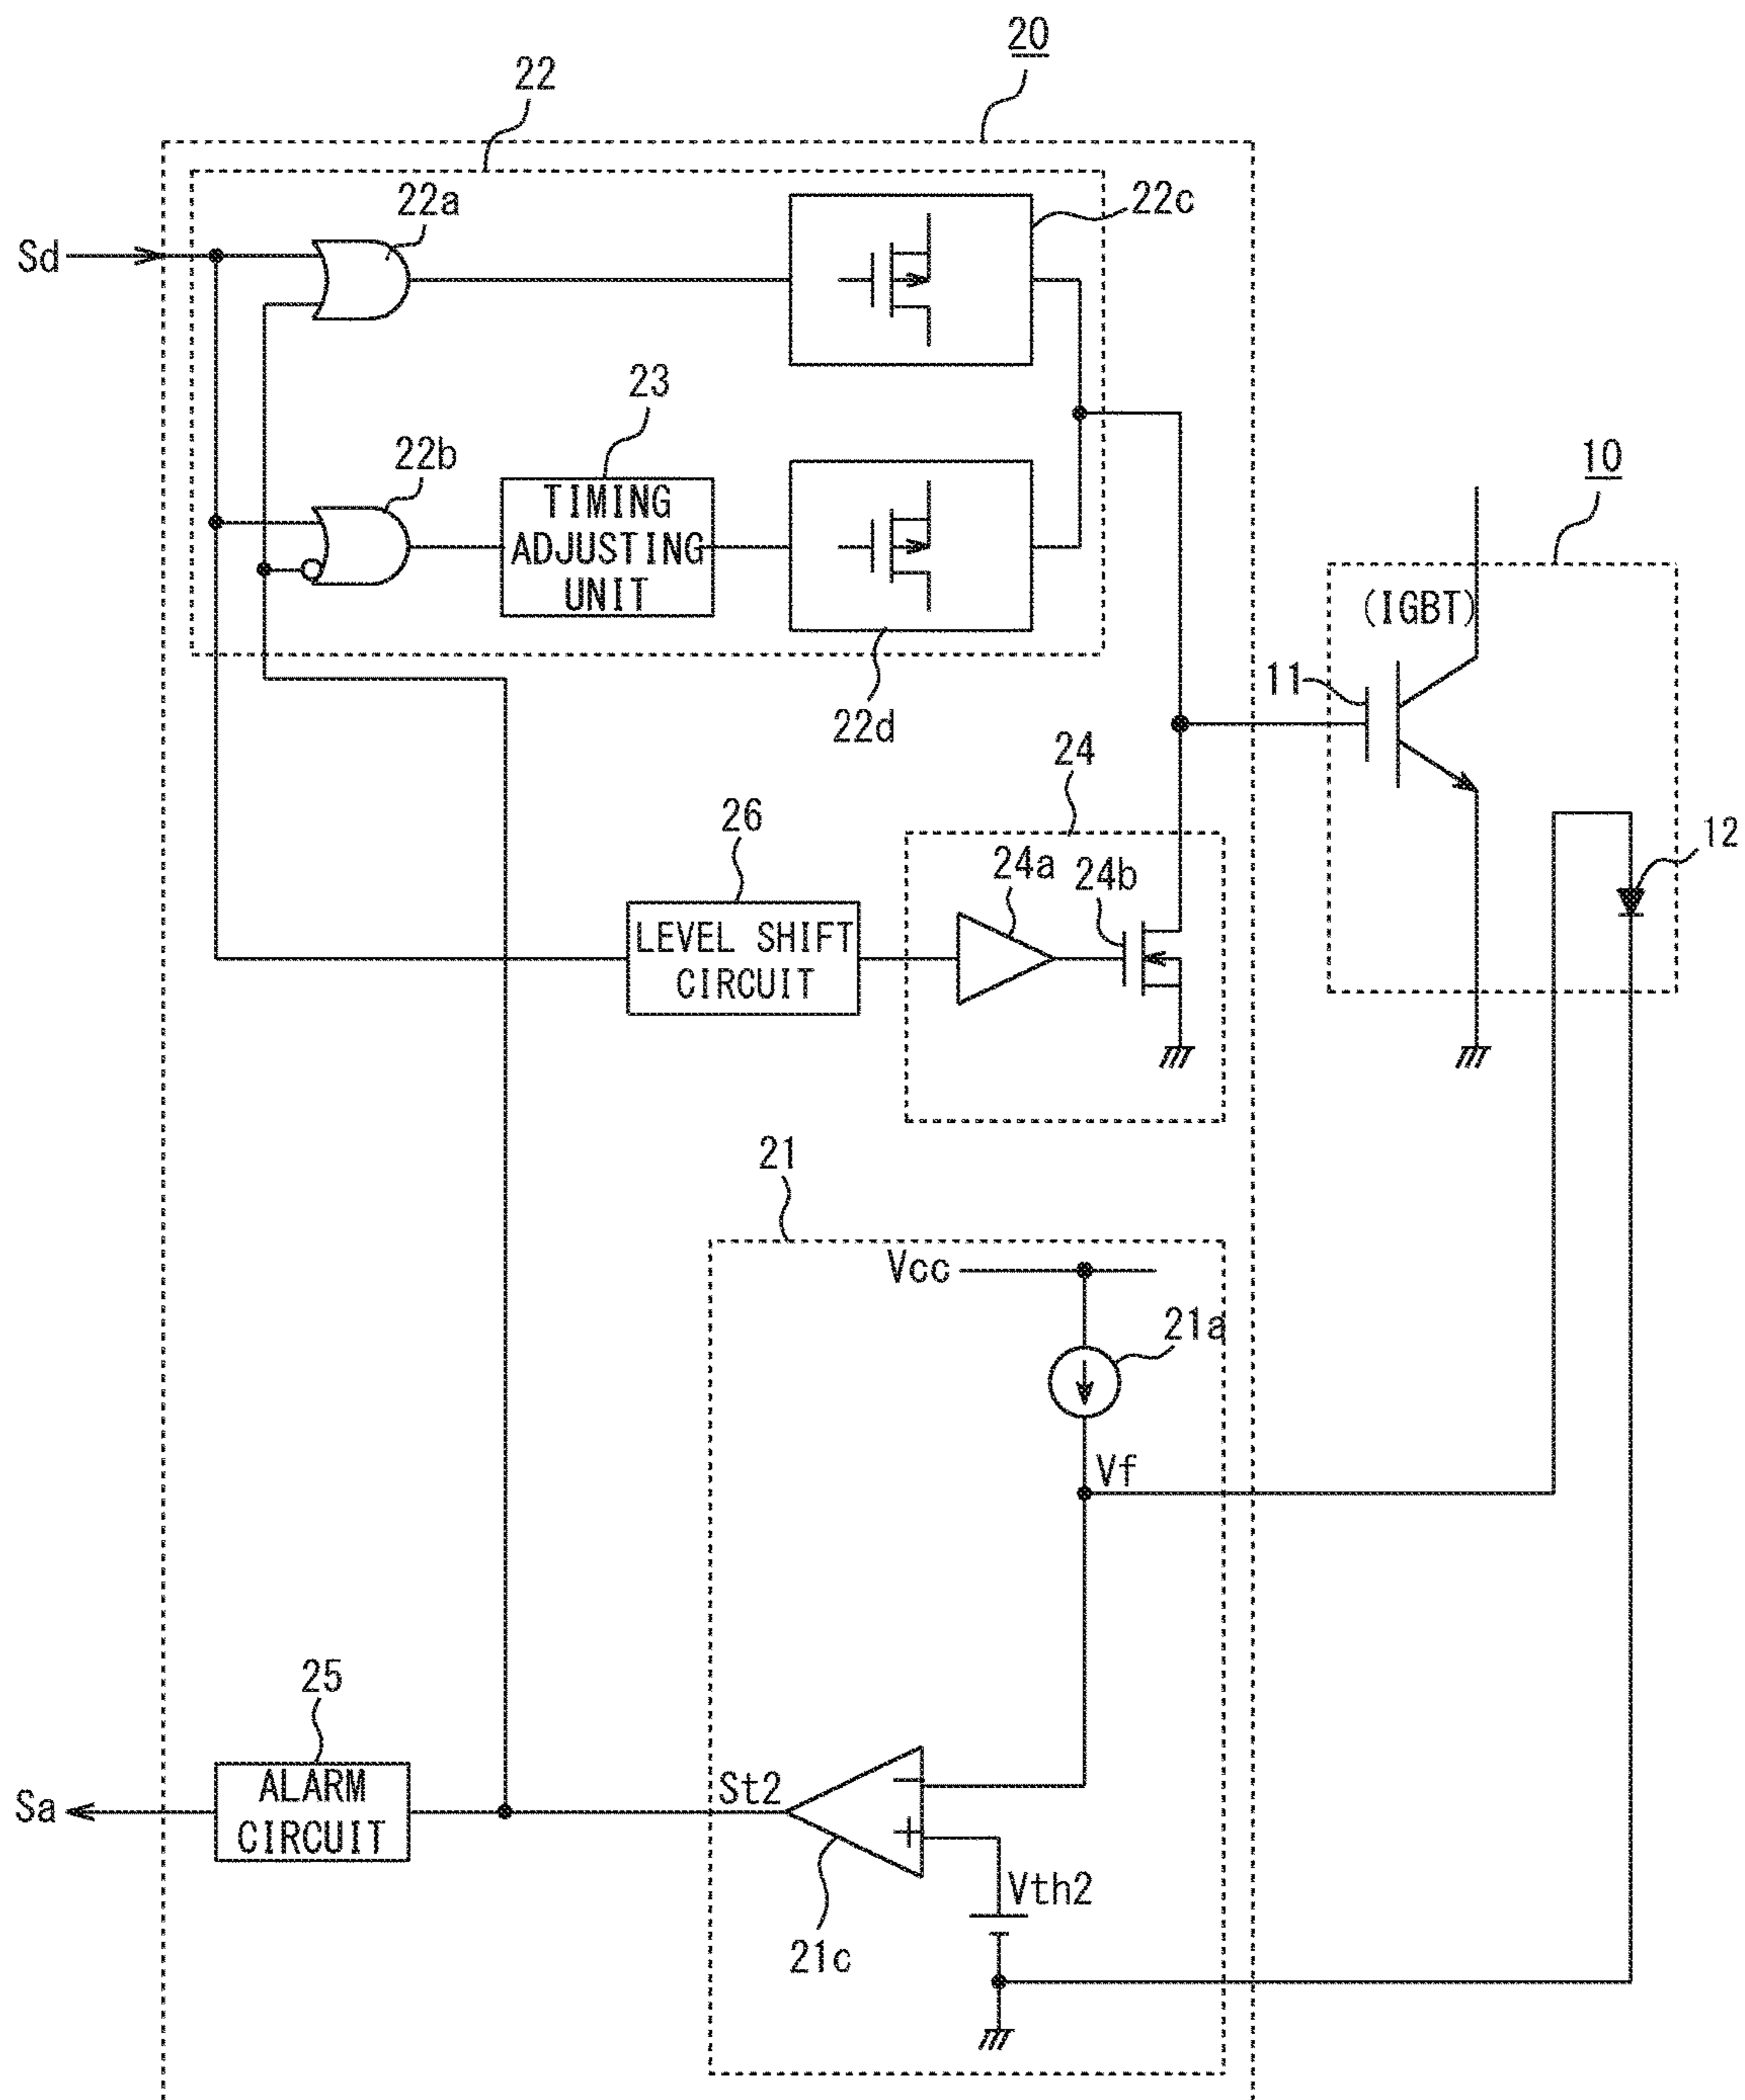 20
22
22a
22c
Sd
23
22b
TIMING
ADJUSTING
UNIT
10
(IGBT)
11
22d
24
26
24a
24b
12
LEVEL SHIFT
CIRCUIT
21
Vcc
21a
Vf
25
ALARM
CIRCUIT
Sa
St2
−
+
Vth2
21c